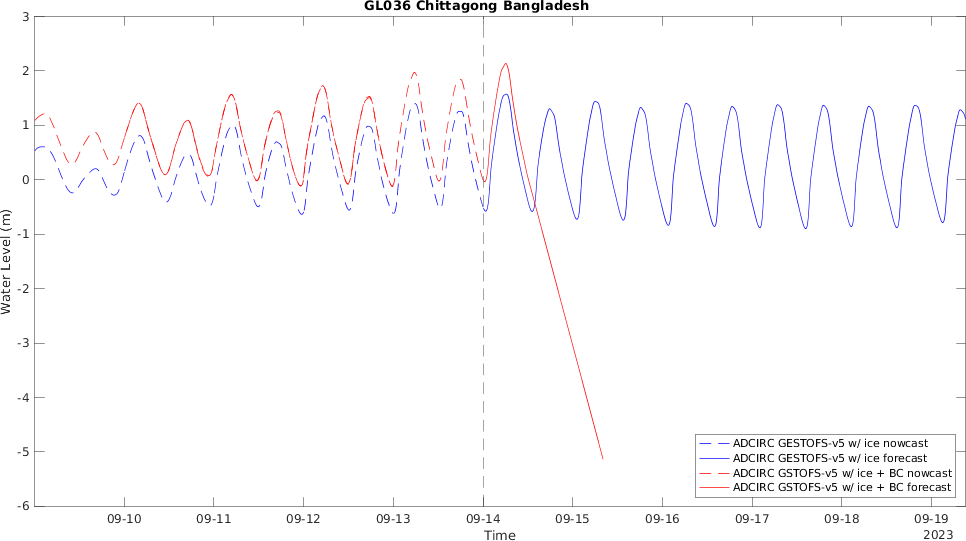 GL036 Chittagong Bangladesh
3
2
1
0
-1
-2
-3
-4
-5
-6
Water Level (m)
ADCIRC GESTOFS-v5 w/ ice nowcast
ADCIRC GESTOFS-v5 w/ ice forecast
ADCIRC GSTOFS-v5 w/ ice + BC nowcast
ADCIRC GSTOFS-v5 w/ ice + BC forecast
09-10 09-11 09-12 09-13 09-14 09-15 09-16 09-17 09-18 09-19
Time 2023